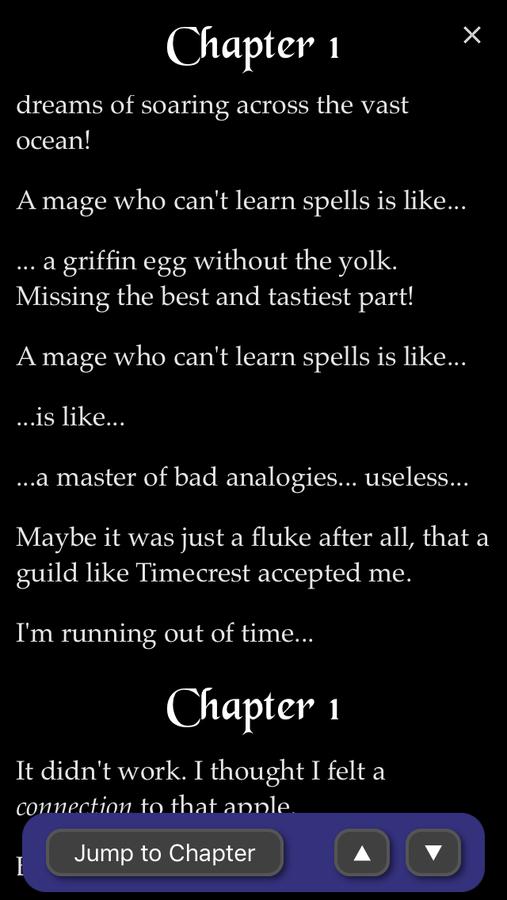 Chapter 1
×
dreams of soaring across the vast
ocean!
A mage who can't learn spells is like...
... a griffin egg without the yolk.
Missing the best and tastiest part!
A mage who can't learn spells is like...
...is like...
...a master of bad analogies... useless...
Maybe it was just a fluke after all, that a
guild like Timecrest accepted me.
I'm running out of time...
Chapter 1
It didn't work. I thought I felt a
connection to that apple.
Jump to Chapter ▲ ▼